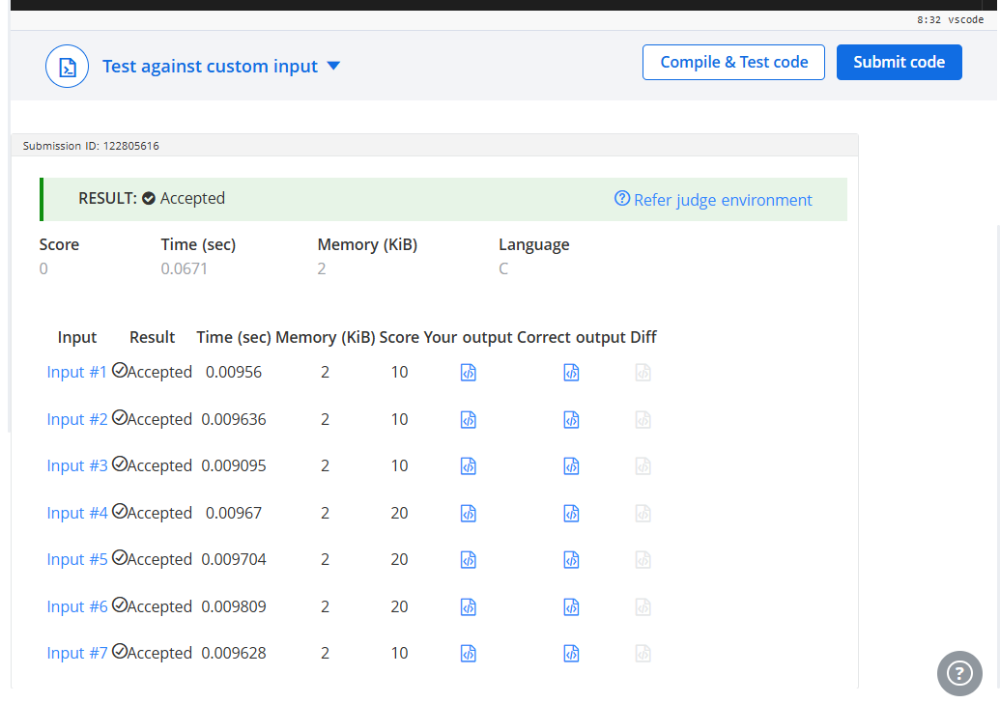 8:32 vscode
Test against custom input
Compile & Test code
Submit code
Submission ID: 122805616
RESULT: Accepted
Refer judge environment
Score Time (sec) Memory (KiB) Language
0 0.0671 2 C
Input Result Time (sec) Memory (KiB) Score Your output Correct output Diff
Input #1 Accepted 0.00956 2 10
Input #2 Accepted 0.009636 2 10
Input #3 Accepted 0.009095 2 10
Input #4 Accepted 0.00967 2 20
Input #5 Accepted 0.009704 2 20
Input #6 Accepted 0.009809 2 20
Input #7 Accepted 0.009628 2 10